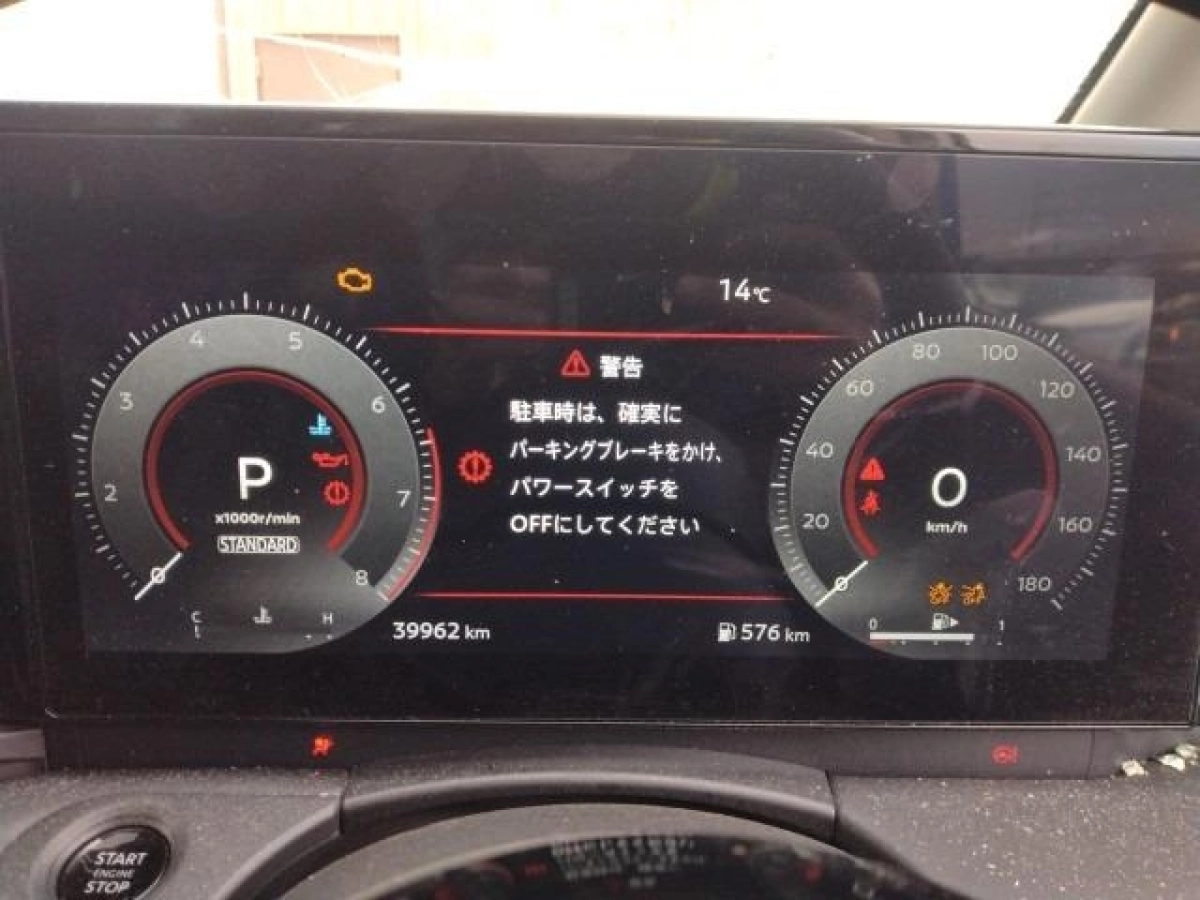 14℃
警告
駐車時は、確実に
パーキングブレーキをかけ、
パワースイッチを
OFFにしてください
0
2
3
4
5
6
7
8
P
x1000r/min
STANDARD
C
H
39962 km
576 km
0
20
40
60
80
100
120
140
160
180
0
km/h
0
1
START
ENGINE
STOP